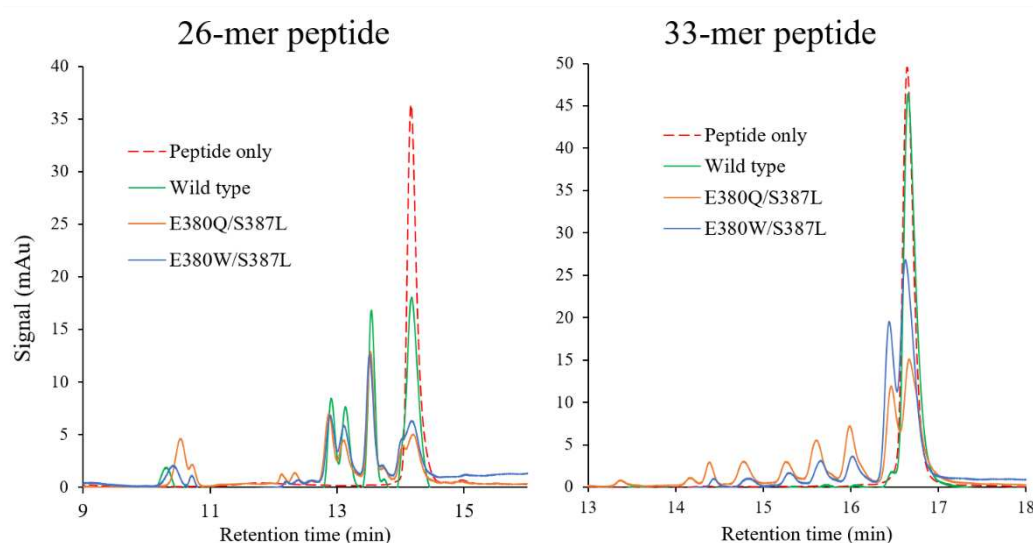 26-mer peptide
40
35
30
25
20
15
10
5
0
Signal (mAu)
Peptide only
Wild type
E380Q/S387L
E380W/S387L
9 11 13 15
Retention time (min)
33-mer peptide
50
45
40
35
30
25
20
15
10
5
0
Peptide only
Wild type
E380Q/S387L
E380W/S387L
13 14 15 16 17 18
Retention time (min)